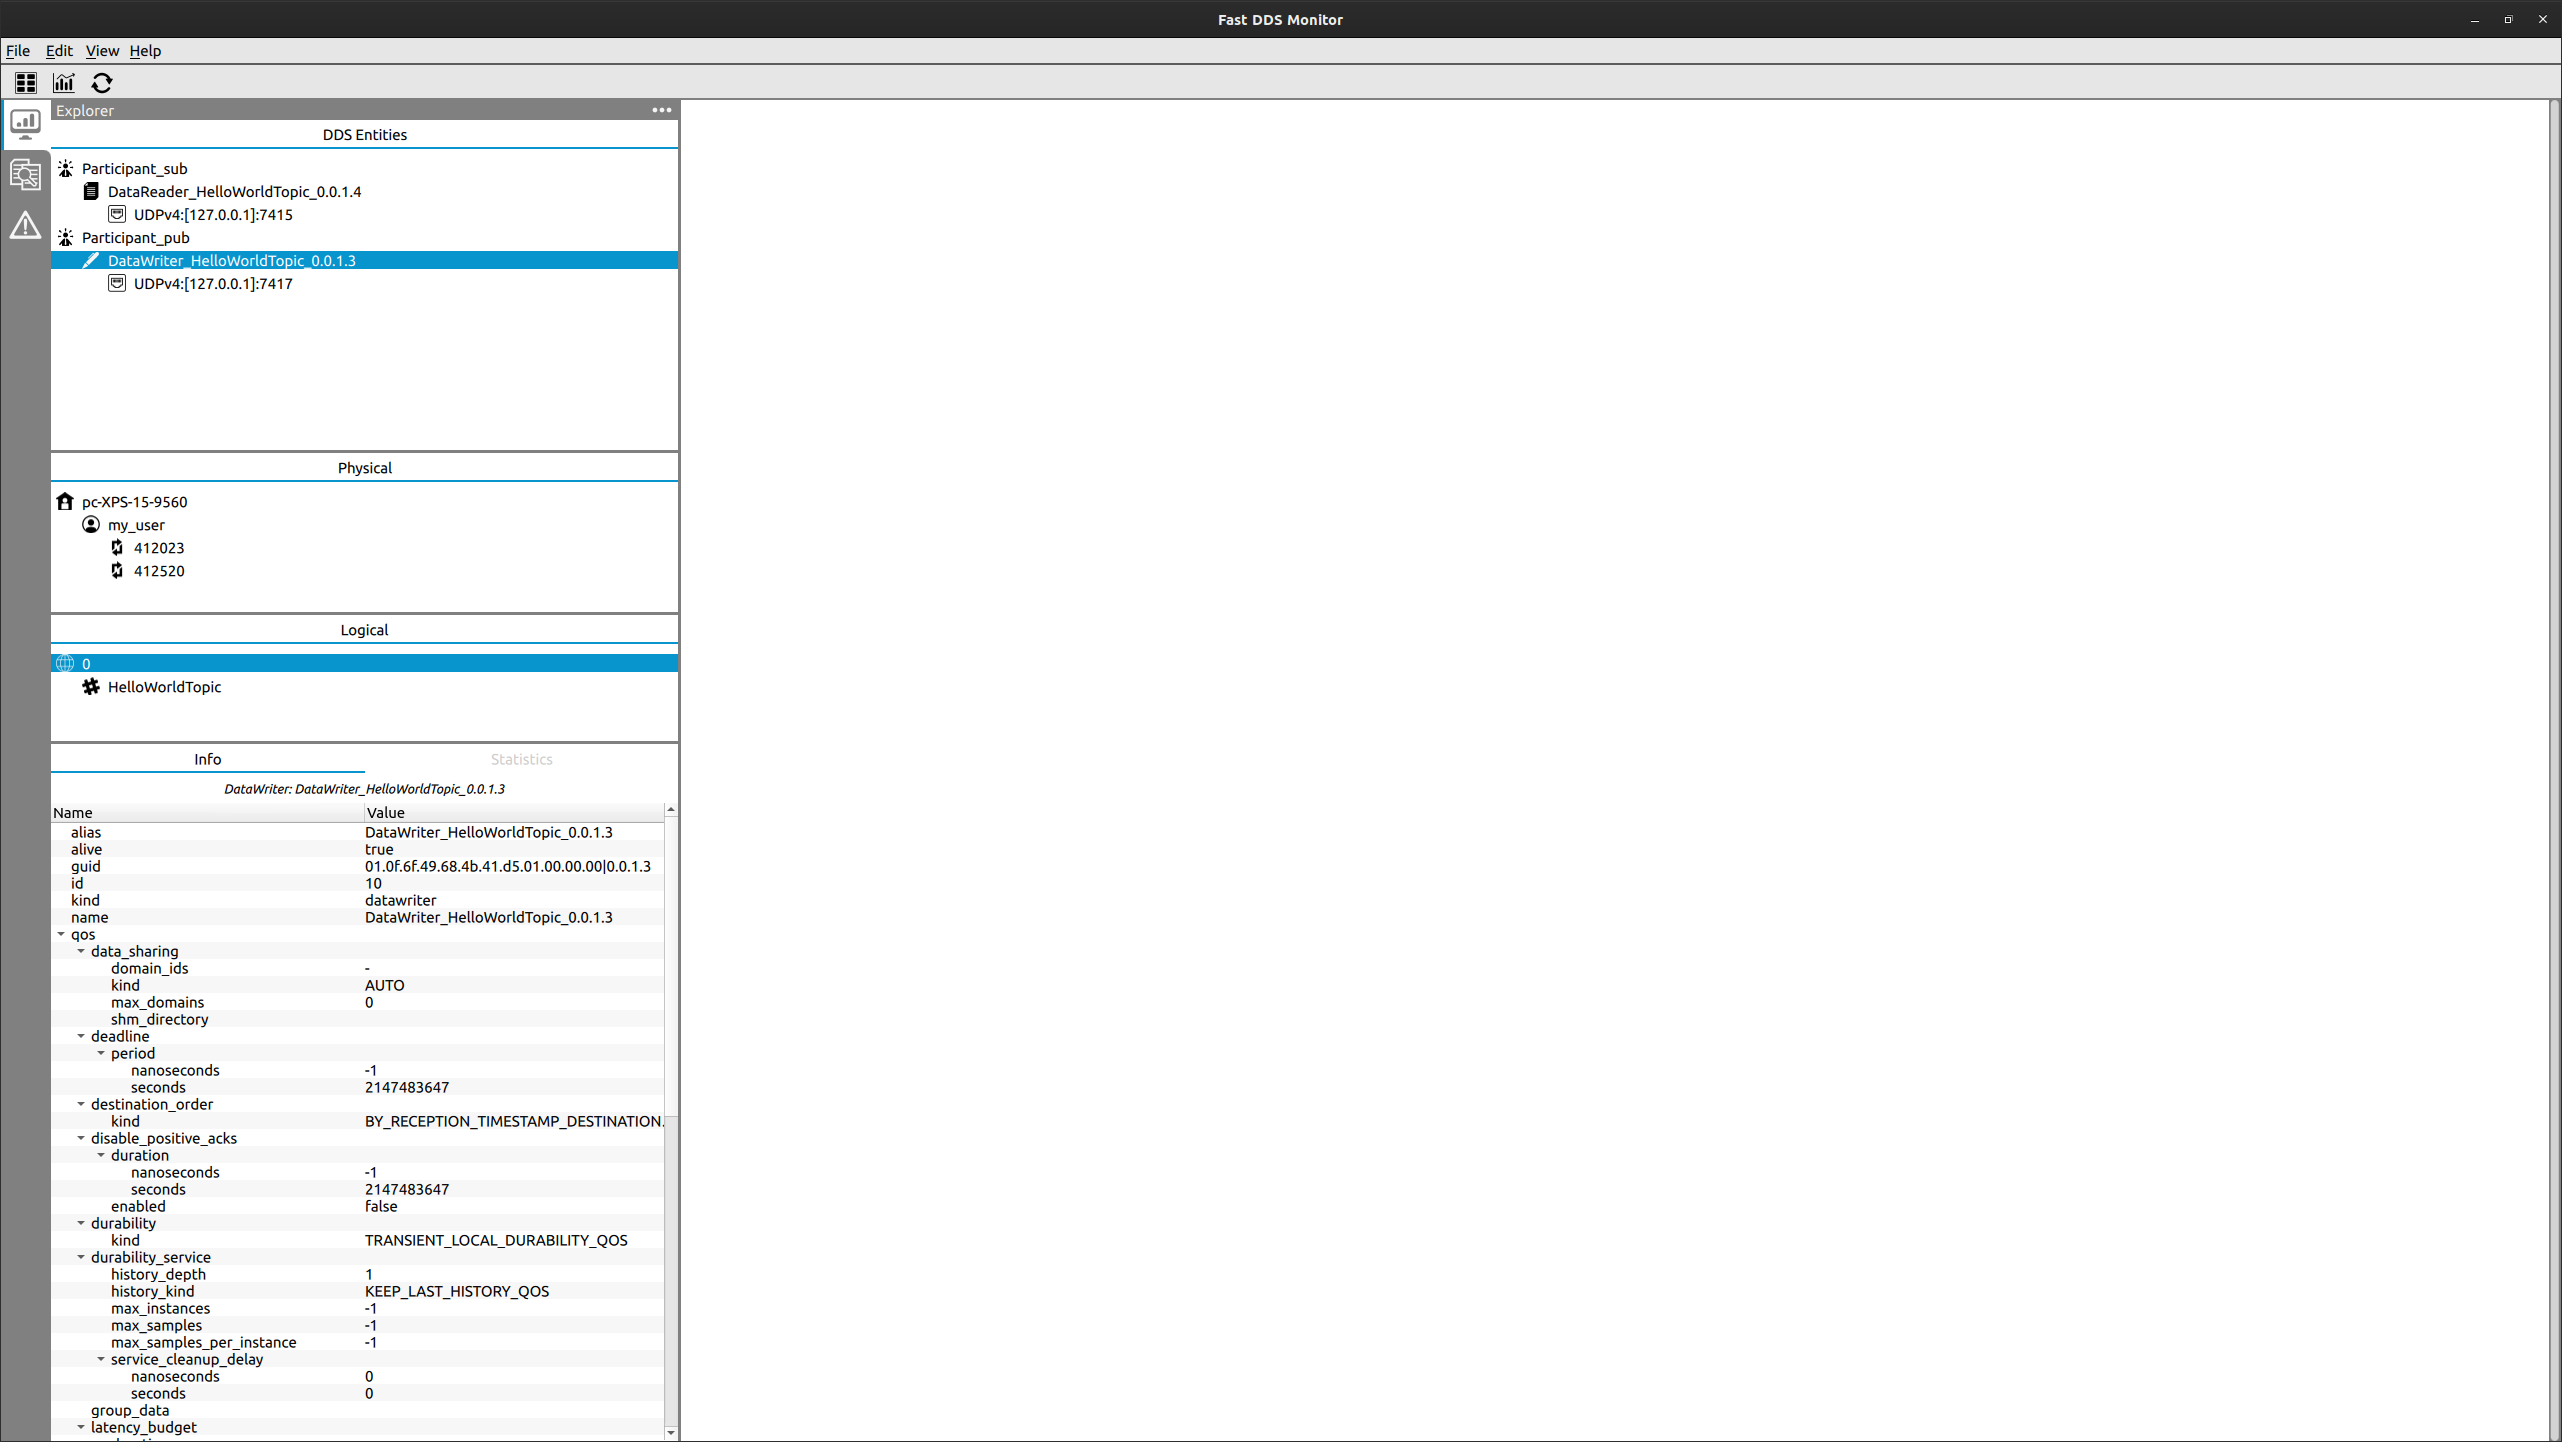 Fast DDS Monitor
File Edit View Help
Explorer
DDS Entities
Participant_sub
DataReader_HelloWorldTopic_0.0.1.4
UDPv4:[127.0.0.1]:7415
Participant_pub
DataWriter_HelloWorldTopic_0.0.1.3
UDPv4:[127.0.0.1]:7417
Physical
pc-XPS-15-9560
my_user
412023
412520
Logical
0
HelloWorldTopic
Info Statistics
DataWriter: DataWriter_HelloWorldTopic_0.0.1.3
Name Value
alias DataWriter_HelloWorldTopic_0.0.1.3
alive true
guid 01.0f.6f.49.68.4b.41.d5.01.00.00.00|0.0.1.3
id 10
kind datawriter
name DataWriter_HelloWorldTopic_0.0.1.3
qos
data_sharing
domain_ids -
kind AUTO
max_domains 0
shm_directory
deadline
period
nanoseconds -1
seconds 2147483647
destination_order
kind BY_RECEPTION_TIMESTAMP_DESTINATION.
disable_positive_acks
duration
nanoseconds -1
seconds 2147483647
enabled false
durability
kind TRANSIENT_LOCAL_DURABILITY_QOS
durability_service
history_depth 1
history_kind KEEP_LAST_HISTORY_QOS
max_instances -1
max_samples -1
max_samples_per_instance -1
service_cleanup_delay
nanoseconds 0
seconds 0
group_data
latency_budget